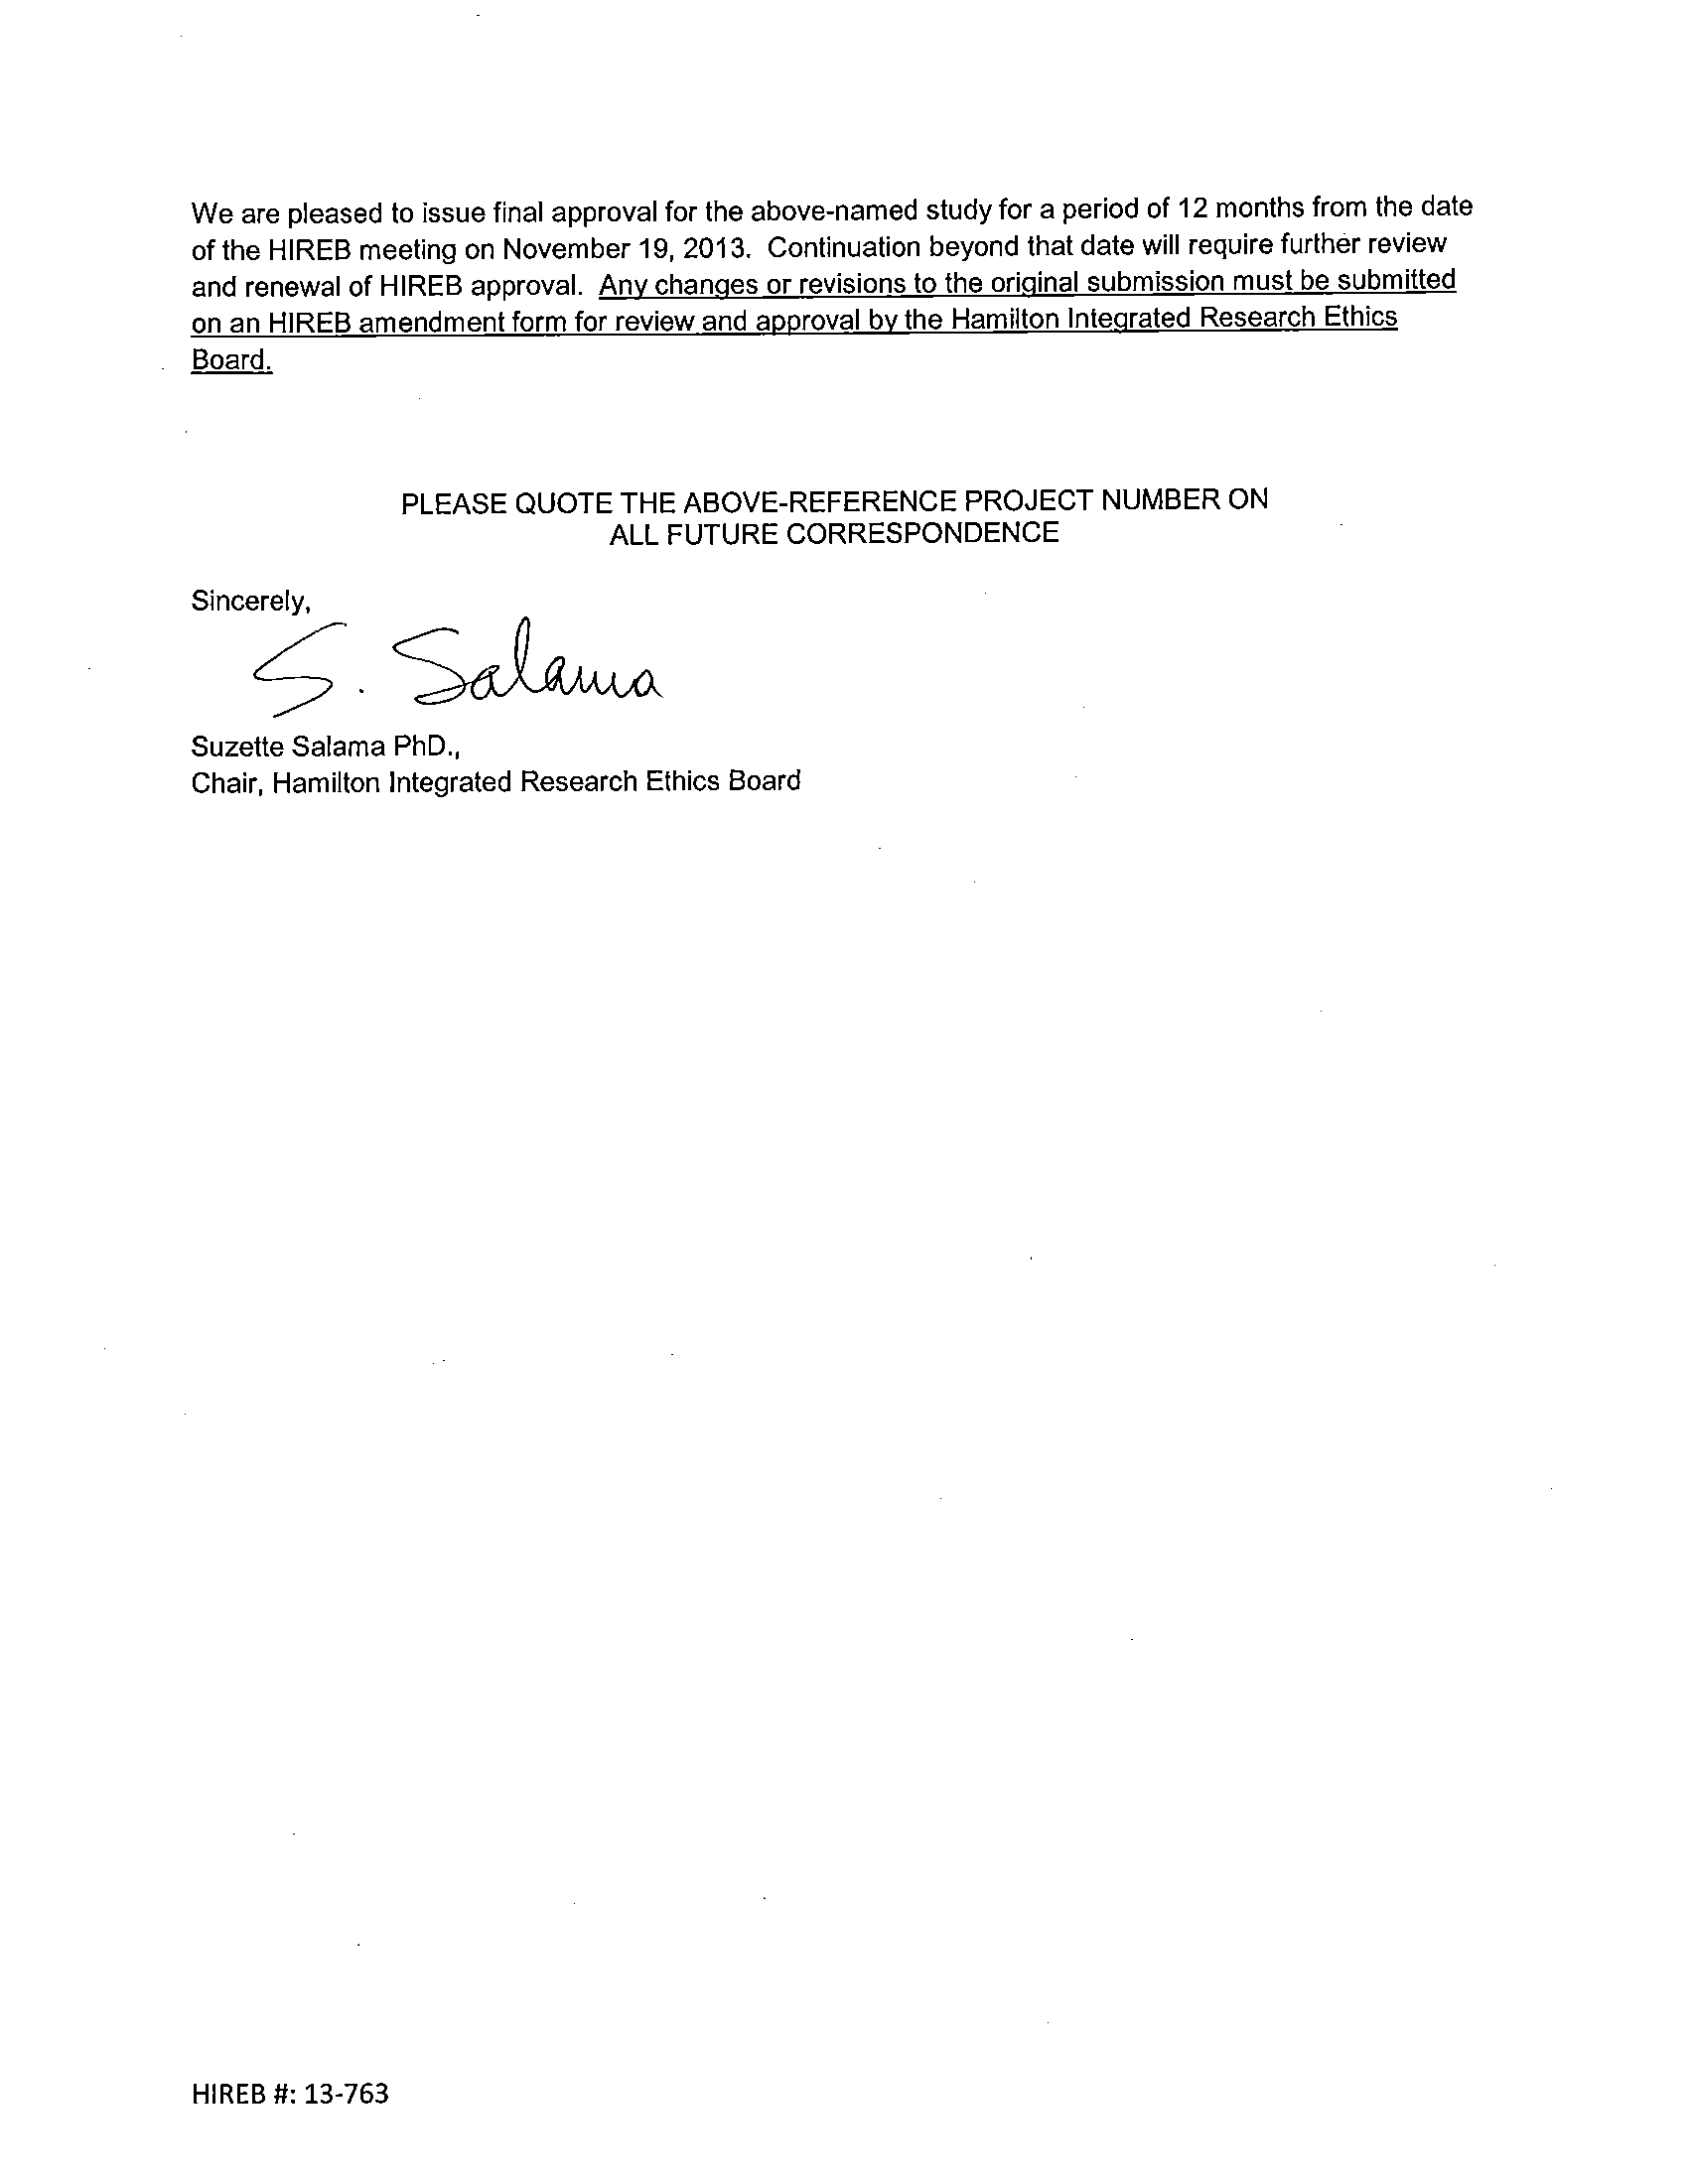 We are pleased to issue final approval for the above-named study for a period of 12 months from the date
of the HIREB meeting on November 19, 2013. Continuation beyond that date will require further review
and renewal of HIREB approval. Any changes or revisions to the original submission must be submitted
on an HIREB amendment form for review and approval by the Hamilton Integrated Research Ethics
Board.
PLEASE QUOTE THE ABOVE-REFERENCE PROJECT NUMBER ON
ALL FUTURE CORRESPONDENCE
Sincerely,
S. Salama
Suzette Salama PhD.,
Chair, Hamilton Integrated Research Ethics Board
HIREB #: 13-763